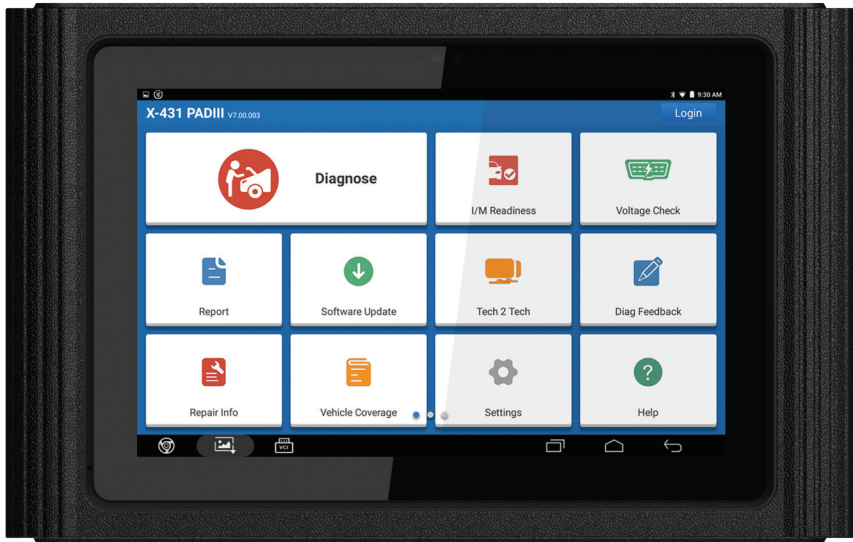 9:30 AM
X-431 PADIII V7.00.003
Login
Diagnose
I/M Readiness
Voltage Check
Report
Software Update
Tech 2 Tech
Diag Feedback
Repair Info
Vehicle Coverage
Settings
?
Help
VCI